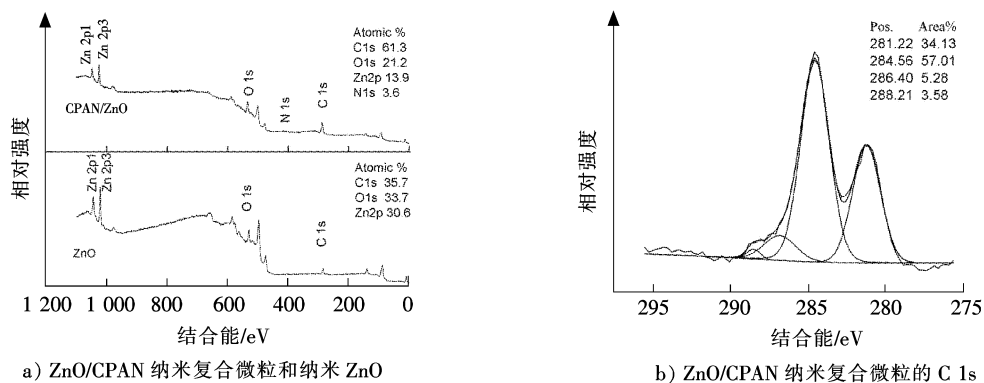 Zn 2p1
Zn 2p3
Atomic %
C1s 61.3
O1s 21.2
Zn2p 13.9
N1s 3.6
O 1s
N 1s
C 1s
CPAN/ZnO
Zn 2p1
Zn 2p3
Atomic %
C1s 35.7
O1s 33.7
Zn2p 30.6
O 1s
C 1s
ZnO
相对强度
1 200 1 000 800 600 400 200 0
结合能/eV
a) ZnO/CPAN 纳米复合微粒和纳米 ZnO
Pos. Area%
281.22 34.13
284.56 57.01
286.40 5.28
288.21 3.58
相对强度
295 290 285 280 275
结合能/eV
b) ZnO/CPAN 纳米复合微粒的 C 1s